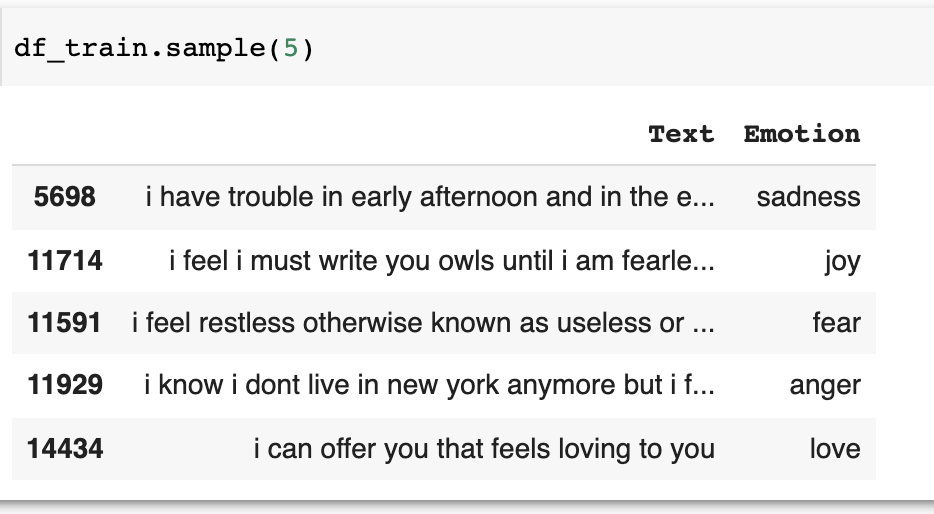 df_train.sample(5)
Text Emotion
5698 i have trouble in early afternoon and in the e... sadness
11714 i feel i must write you owls until i am fearle... joy
11591 i feel restless otherwise known as useless or ... fear
11929 i know i dont live in new york anymore but i f... anger
14434 i can offer you that feels loving to you love